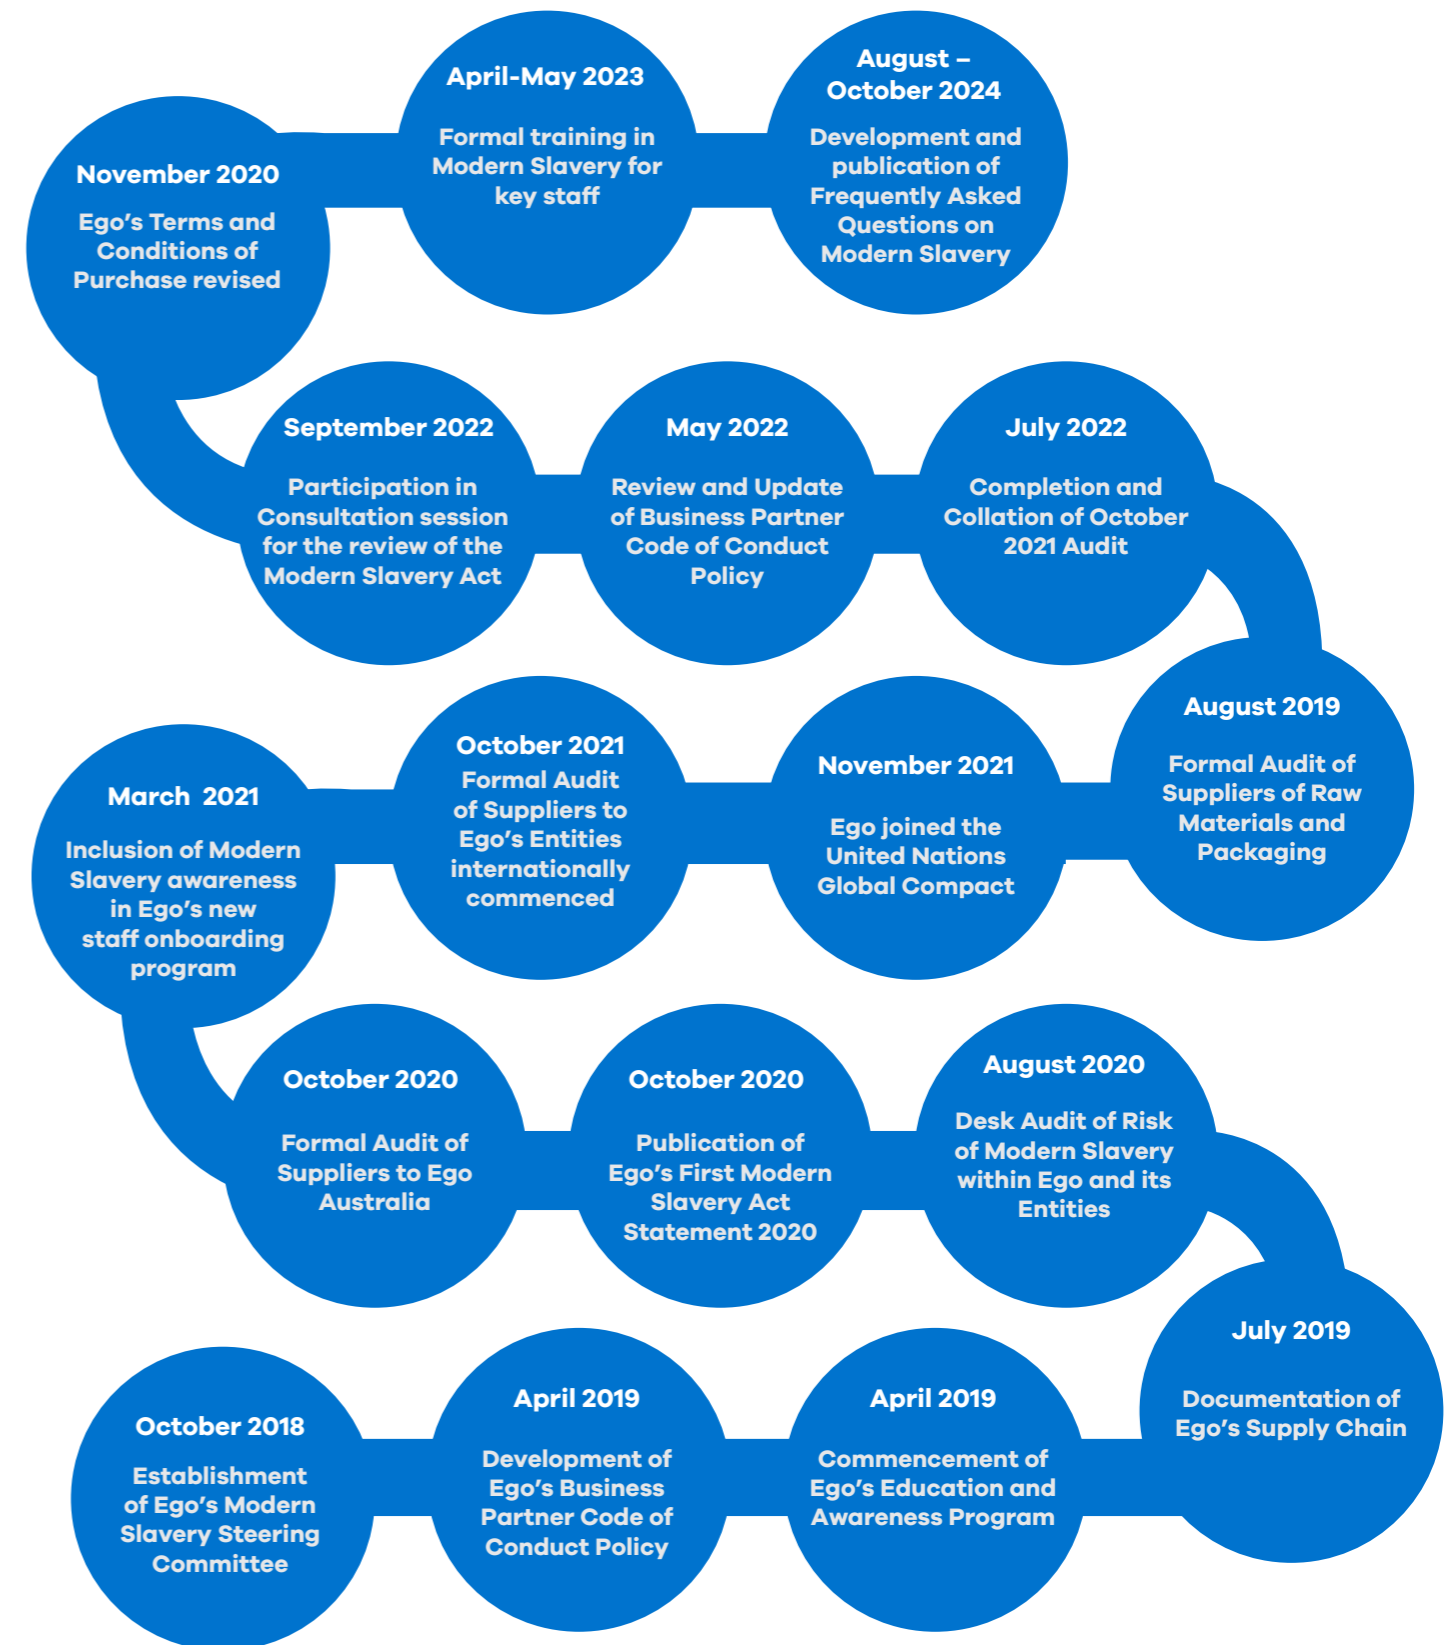 August –
October 2024
Development and
publication of
Frequently Asked
Questions on
Modern Slavery
April-May 2023
Formal training in
Modern Slavery for
key staff
November 2020
Ego’s Terms and
Conditions of
Purchase revised
September 2022
Participation in
Consultation session
for the review of the
Modern Slavery Act
May 2022
Review and Update
of Business Partner
Code of Conduct
Policy
July 2022
Completion and
Collation of October
2021 Audit
August 2019
Formal Audit of
Suppliers of Raw
Materials and
Packaging
November 2021
Ego joined the
United Nations
Global Compact
October 2021
Formal Audit
of Suppliers to
Ego’s Entities
internationally
commenced
March 2021
Inclusion of Modern
Slavery awareness
in Ego’s new
staff onboarding
program
October 2020
Formal Audit of
Suppliers to Ego
Australia
October 2020
Publication of
Ego’s First Modern
Slavery Act
Statement 2020
August 2020
Desk Audit of Risk
of Modern Slavery
within Ego and its
Entities
July 2019
Documentation of
Ego’s Supply Chain
April 2019
Commencement of
Ego’s Education and
Awareness Program
April 2019
Development of
Ego’s Business
Partner Code of
Conduct Policy
October 2018
Establishment
of Ego’s Modern
Slavery Steering
Committee